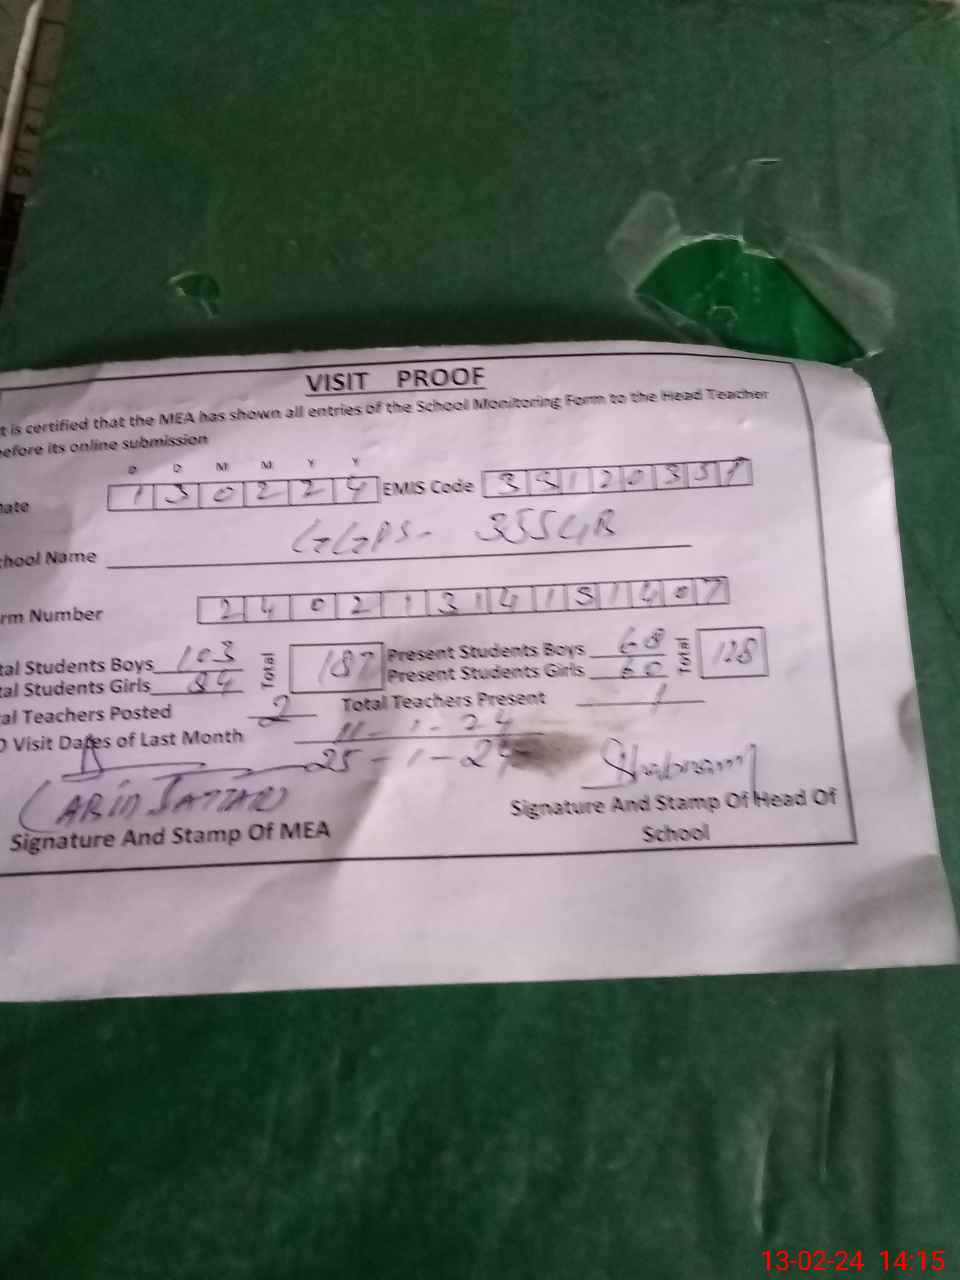 VISIT PROOF
t is certified that the MEA has shown all entries of the School Monitoring Form to the Head Teacher
efore its online submission
D D M M Y Y
ate 1 3 0 2 2 4 EMIS Code 3 3 1 2 0 3 5 1
chool Name GGPS- 355GB
rm Number 2 4 0 2 1 3 1 4 1 5 1 4 0 7
tal Students Boys 103 Total 187 Present Students Boys 68 Total 128
tal Students Girls 84 Present Students Girls 60
al Teachers Posted 2 Total Teachers Present 1
O Visit Dates of Last Month 11-1-24
25-1-24
Shabnam
Signature And Stamp Of MEA Signature And Stamp Of Head Of
School
13-02-24 14:15